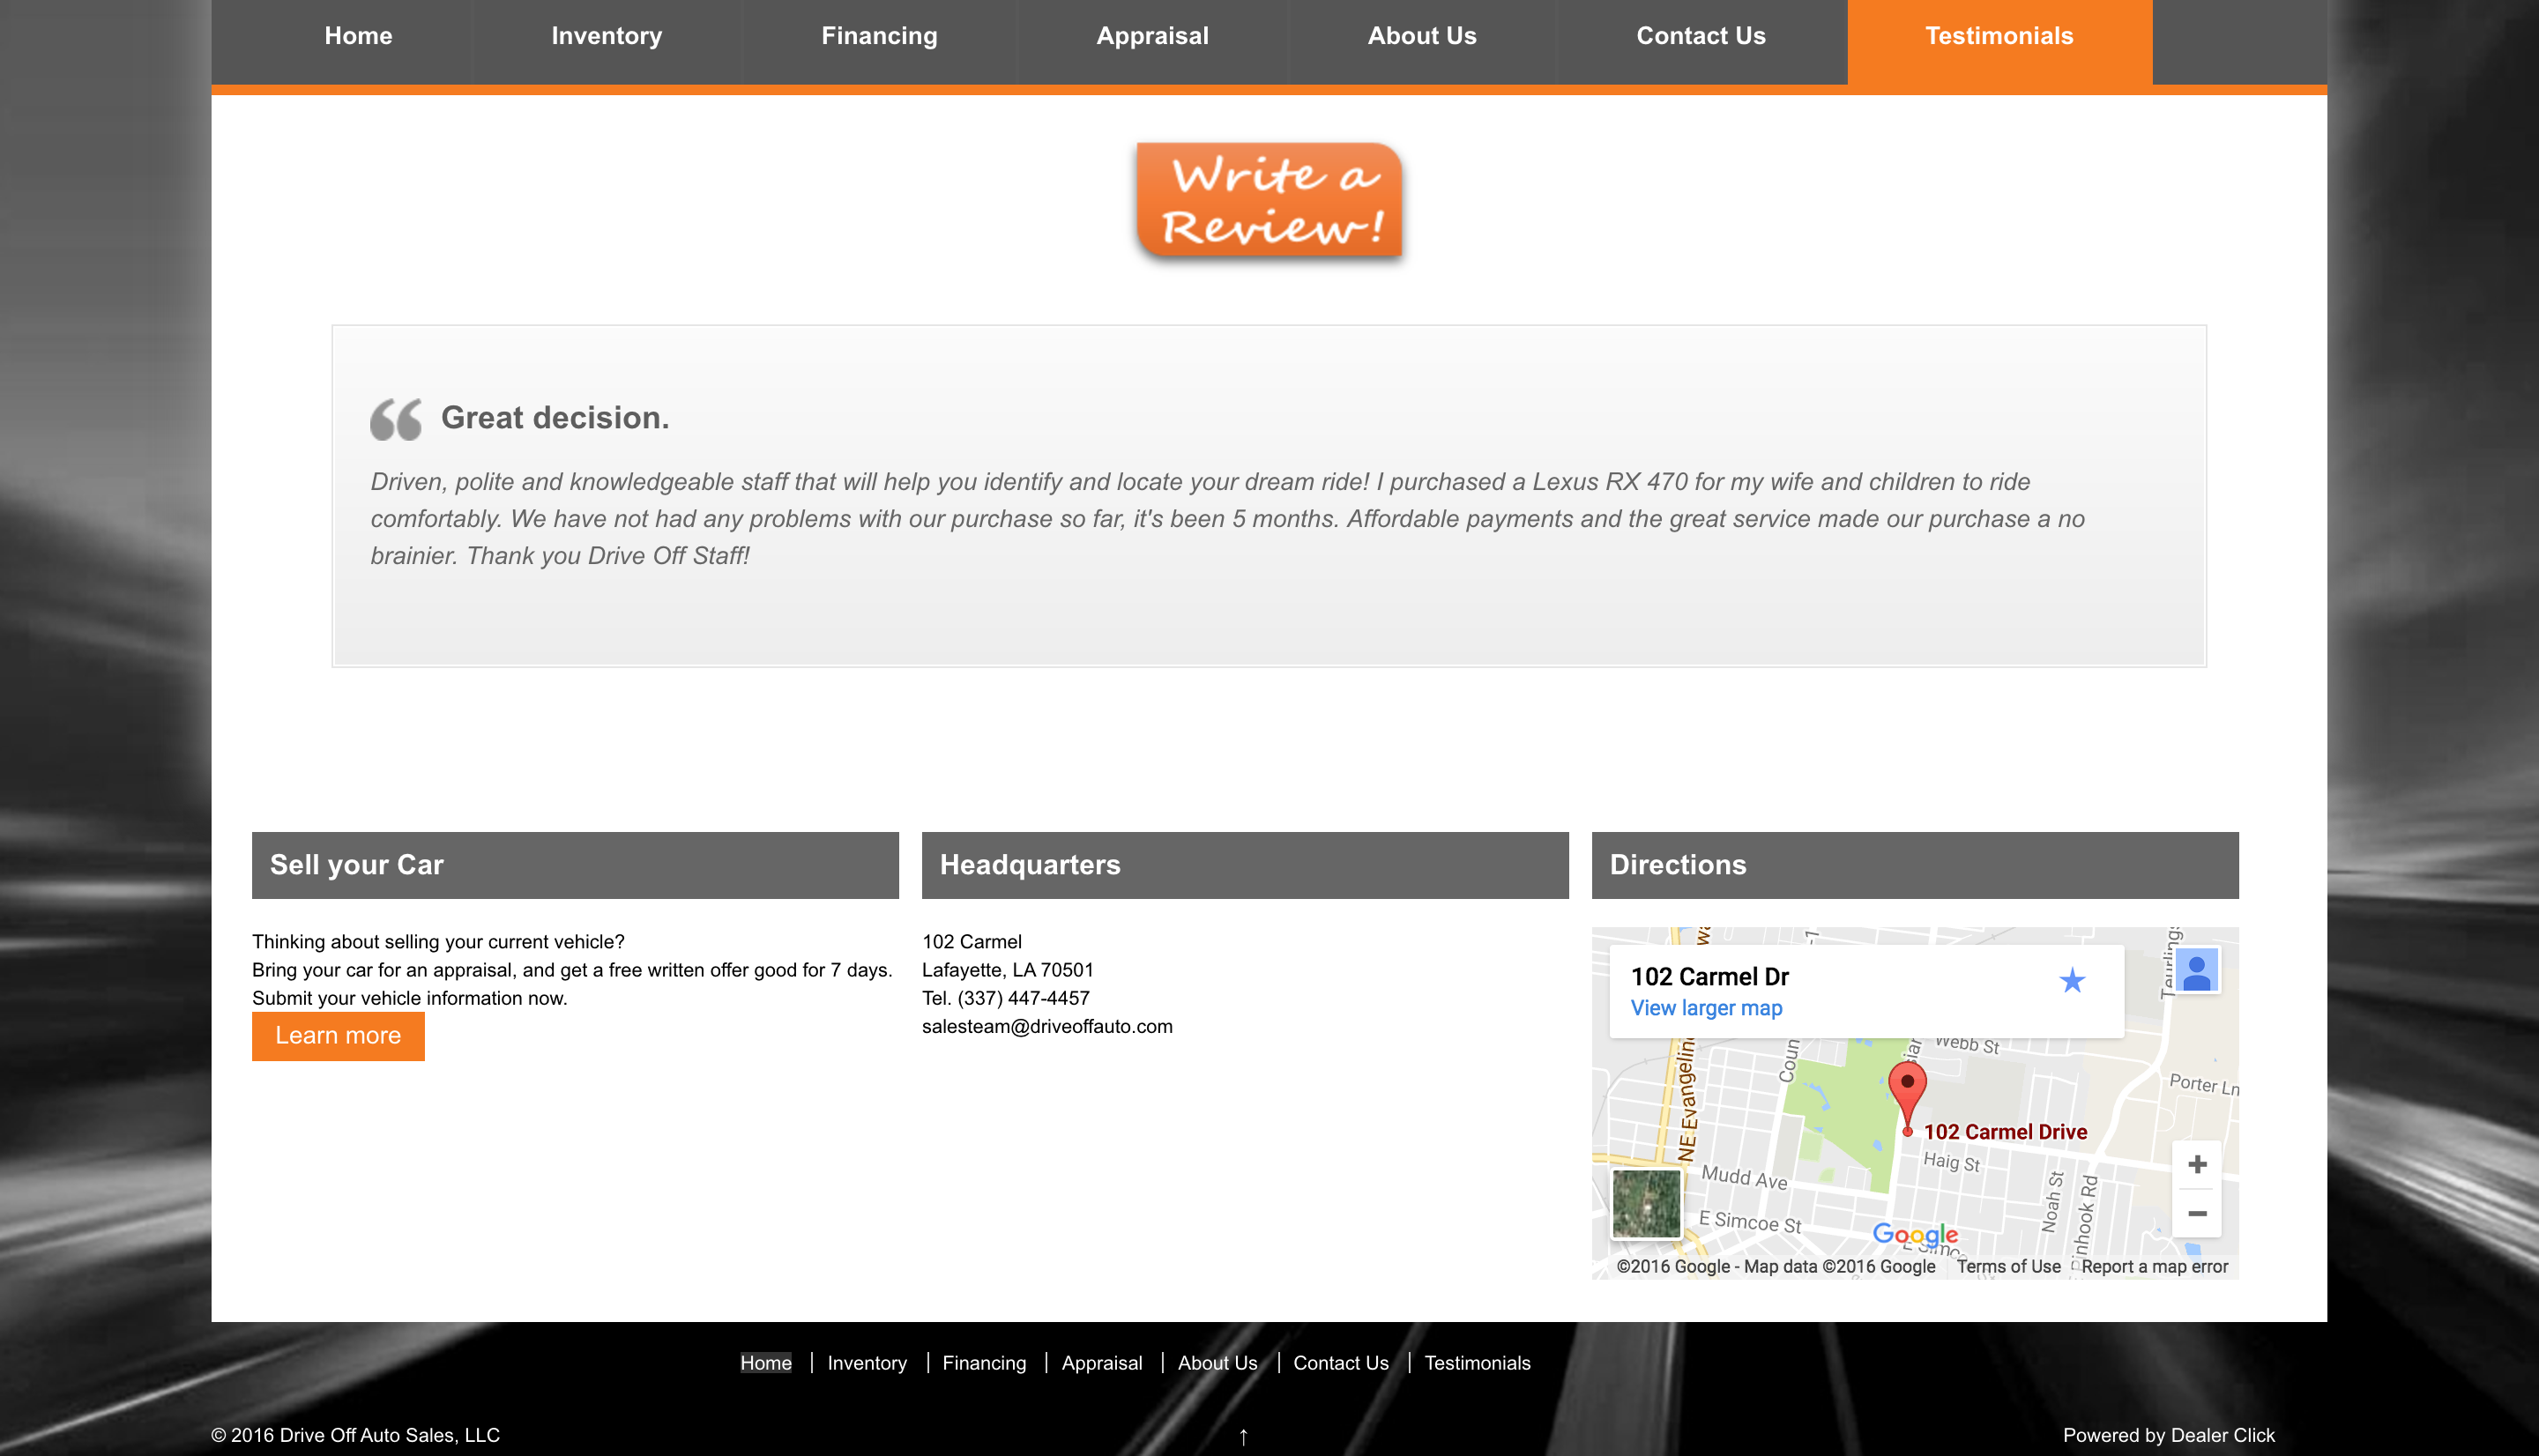 Home
Inventory
Financing
Appraisal
About Us
Contact Us
Testimonials
Write a
Review!
Great decision.
Driven, polite and knowledgeable staff that will help you identify and locate your dream ride! I purchased a Lexus RX 470 for my wife and children to ride
comfortably. We have not had any problems with our purchase so far, it's been 5 months. Affordable payments and the great service made our purchase a no
brainier. Thank you Drive Off Staff!
Sell your Car
Thinking about selling your current vehicle?
Bring your car for an appraisal, and get a free written offer good for 7 days.
Submit your vehicle information now.
Learn more
Headquarters
102 Carmel
Lafayette, LA 70501
Tel. (337) 447-4457
salesteam@driveoffauto.com
Directions
102 Carmel Dr
View larger map
Webb St
Porter Ln
102 Carmel Drive
Haig St
Mudd Ave
E Simcoe St
Noah St
Google
©2016 Google - Map data ©2016 Google
Terms of Use
Report a map error
Home | Inventory | Financing | Appraisal | About Us | Contact Us | Testimonials
© 2016 Drive Off Auto Sales, LLC
↑
Powered by Dealer Click